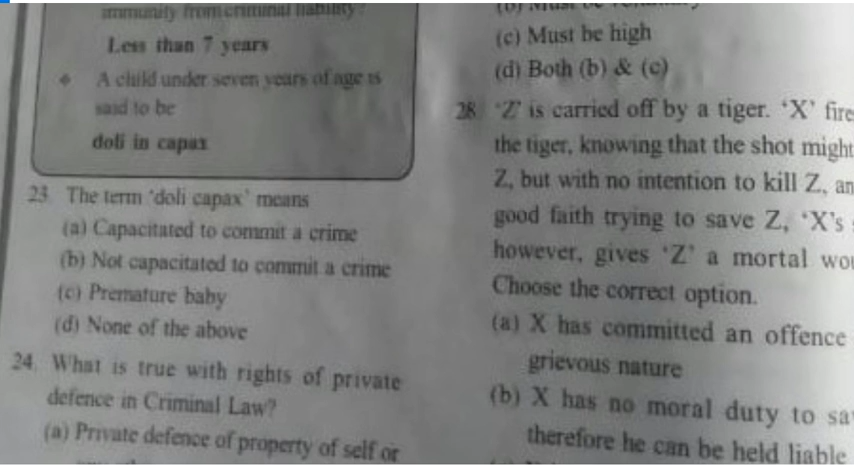 immunity from criminal liability?
Less than 7 years
A child under seven years of age is
said to be
doli in capax
23. The term 'doli capax' means
(a) Capacitated to commit a crime
(b) Not capacitated to commit a crime
(c) Premature baby
(d) None of the above
24. What is true with rights of private
defence in Criminal Law?
(a) Private defence of property of self or
(c) Must be high
(d) Both (b) & (c)
28 'Z' is carried off by a tiger. 'X' fire
the tiger, knowing that the shot might
Z, but with no intention to kill Z, an
good faith trying to save Z, 'X's
however, gives 'Z' a mortal wou
Choose the correct option.
(a) X has committed an offence
grievous nature
(b) X has no moral duty to sa
therefore he can be held liable